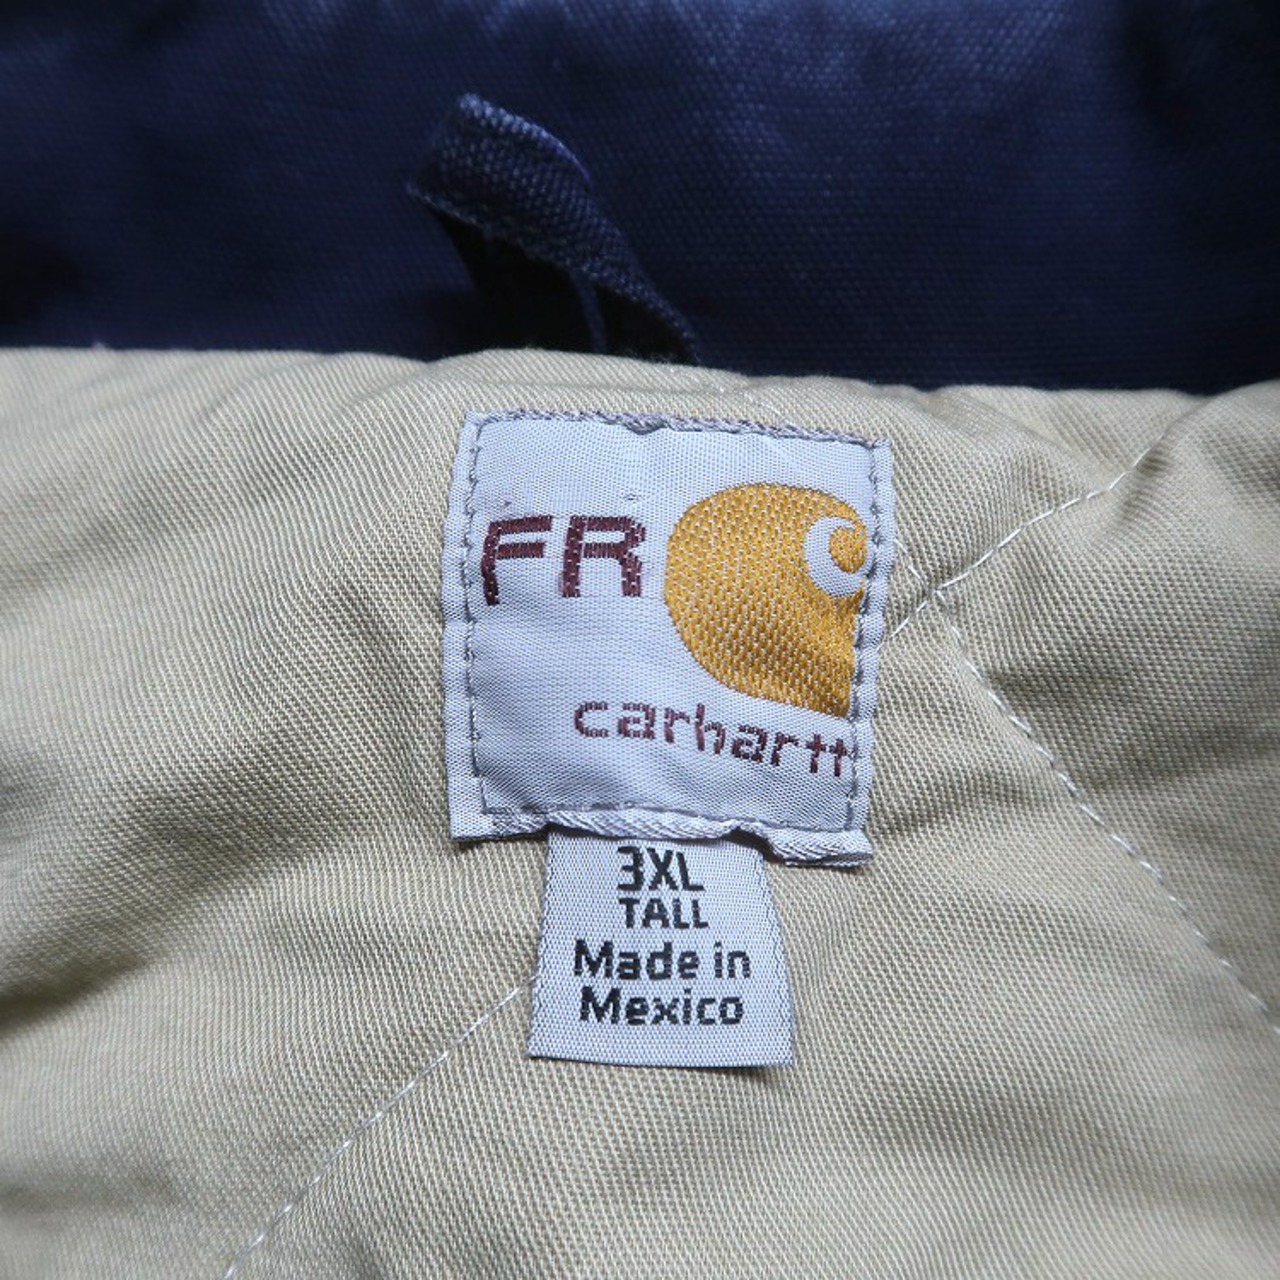 FR
carhartt
3XL
TALL
Made in
Mexico